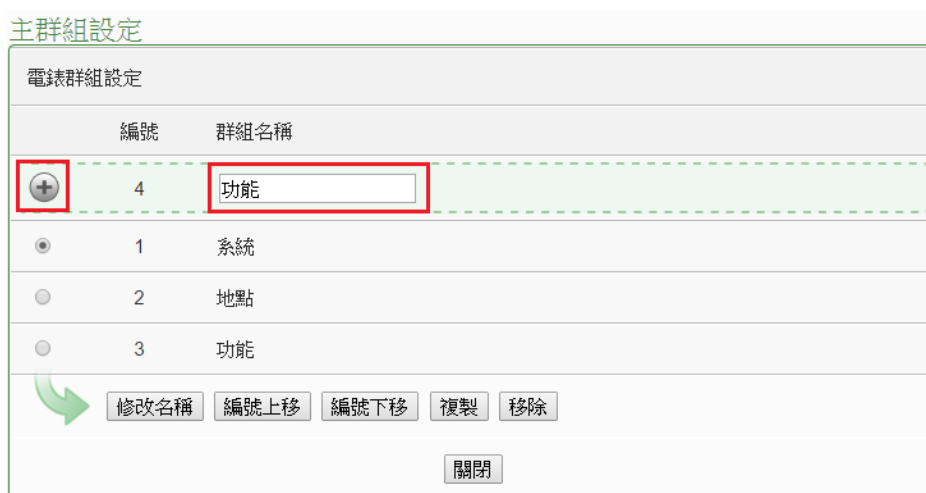 主群組設定
電錶群組設定
編號 群組名稱
4 功能
1 系統
2 地點
3 功能
修改名稱 編號上移 編號下移 複製 移除
關閉